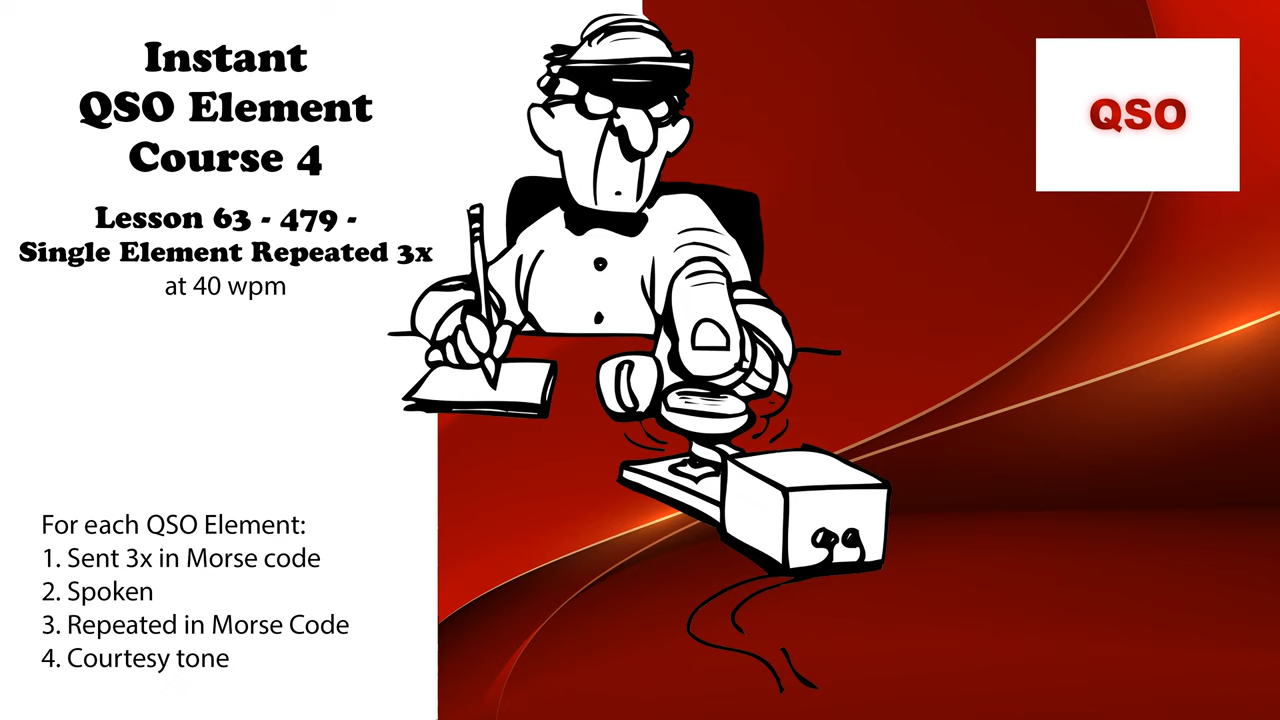 Instant
QSO Element
Course 4
Lesson 63 - 479 -
Single Element Repeated 3x
at 40 wpm
QSO
For each QSO Element:
1. Sent 3x in Morse code
2. Spoken
3. Repeated in Morse Code
4. Courtesy tone